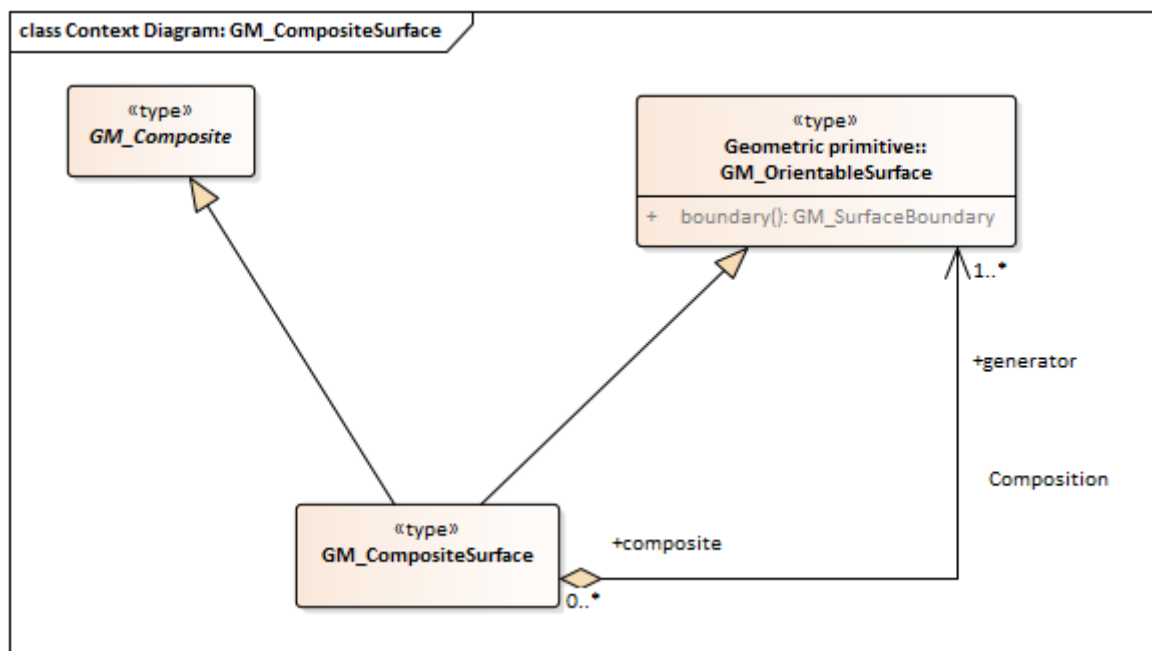 class Context Diagram: GM_CompositeSurface
«type»
GM_Composite
«type»
Geometric primitive::
GM_OrientableSurface
+ boundary(): GM_SurfaceBoundary
1..*
+generator
Composition
«type»
GM_CompositeSurface
+composite
0..*